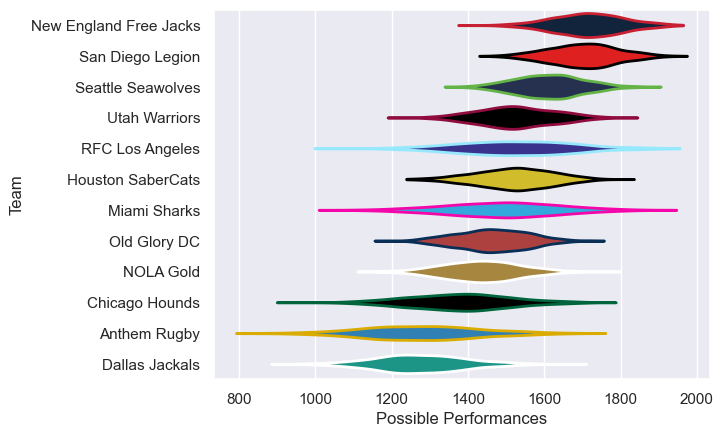 New England Free Jacks
San Diego Legion
Seattle Seawolves
Utah Warriors
RFC Los Angeles
Houston SaberCats
Miami Sharks
Old Glory DC
NOLA Gold
Chicago Hounds
Anthem Rugby
Dallas Jackals
Team
800 1000 1200 1400 1600 1800 2000
Possible Performances